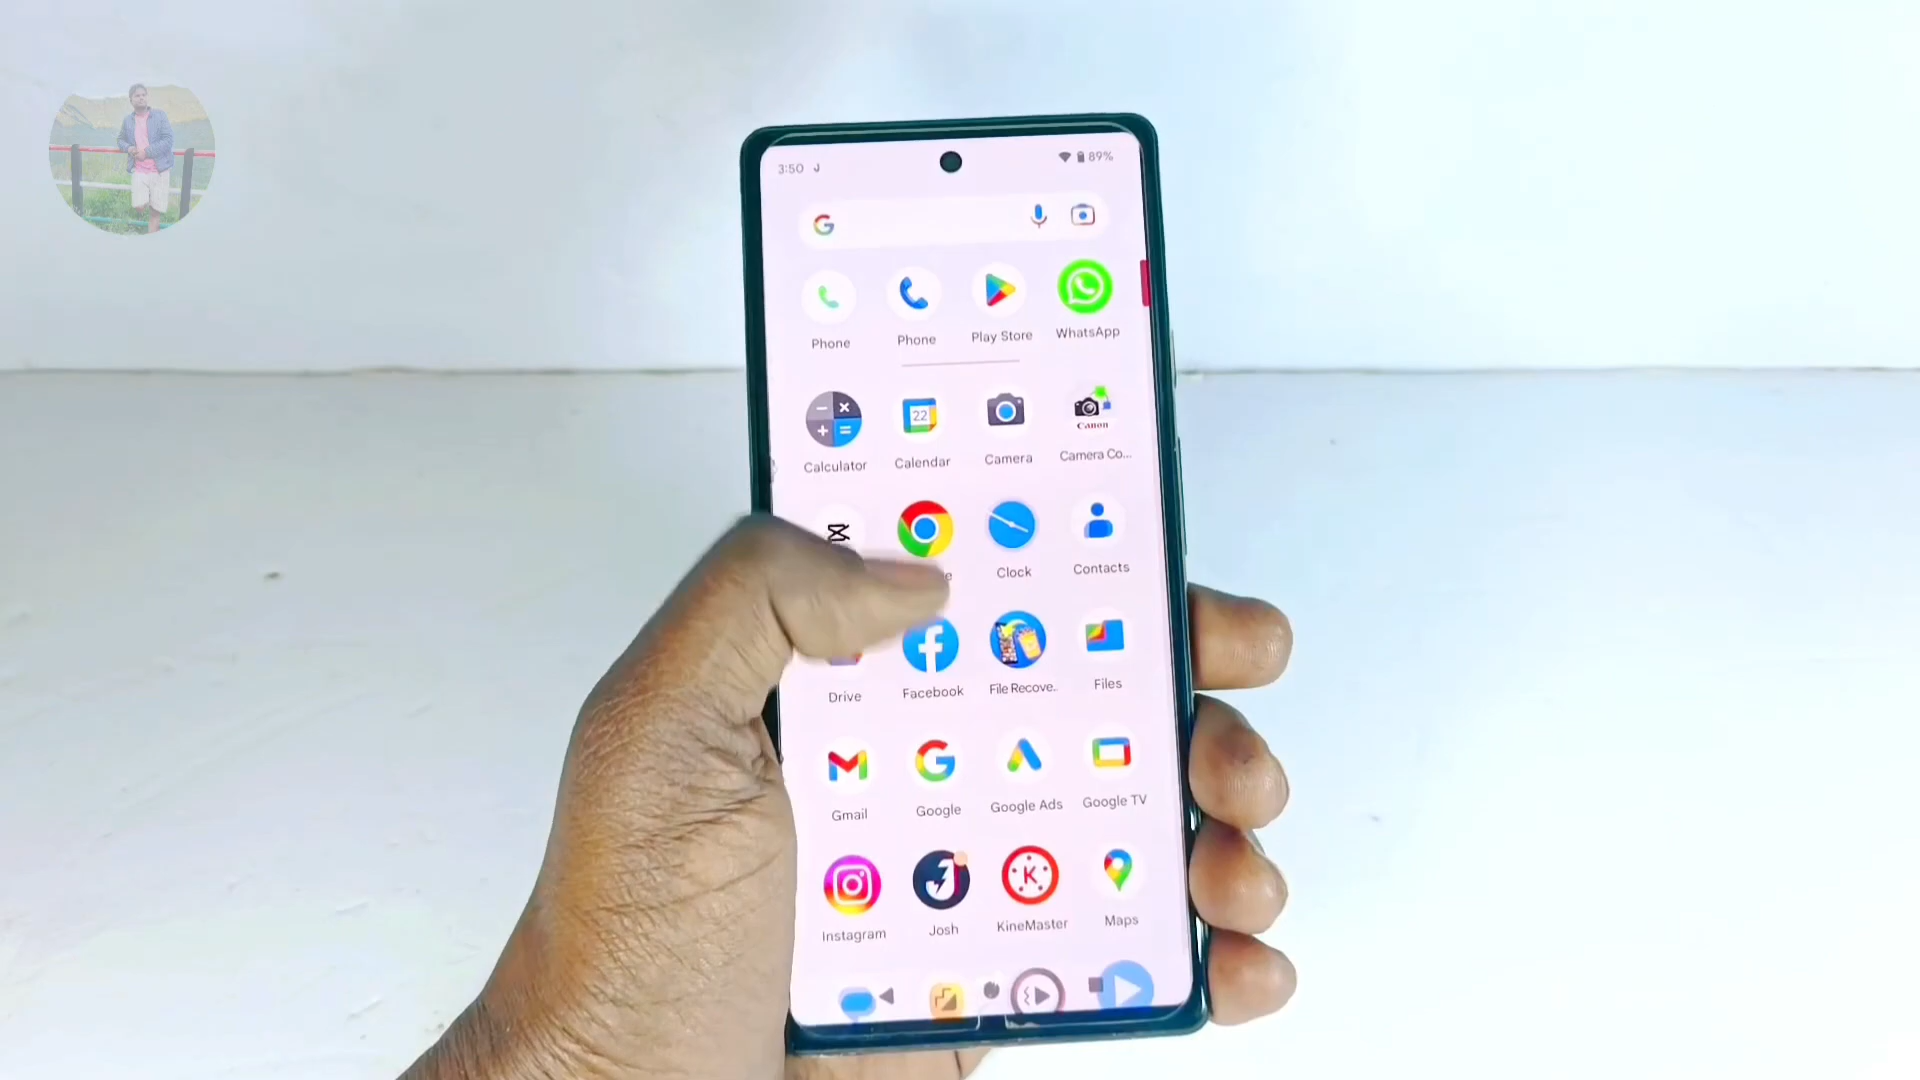 3:50 89%
Phone Phone Play Store WhatsApp
22
Canon
Calculator Calendar Camera Camera Co...
Clock Contacts
Drive Facebook File Recove.. Files
Gmail Google Google Ads Google TV
K
Instagram Josh KineMaster Maps